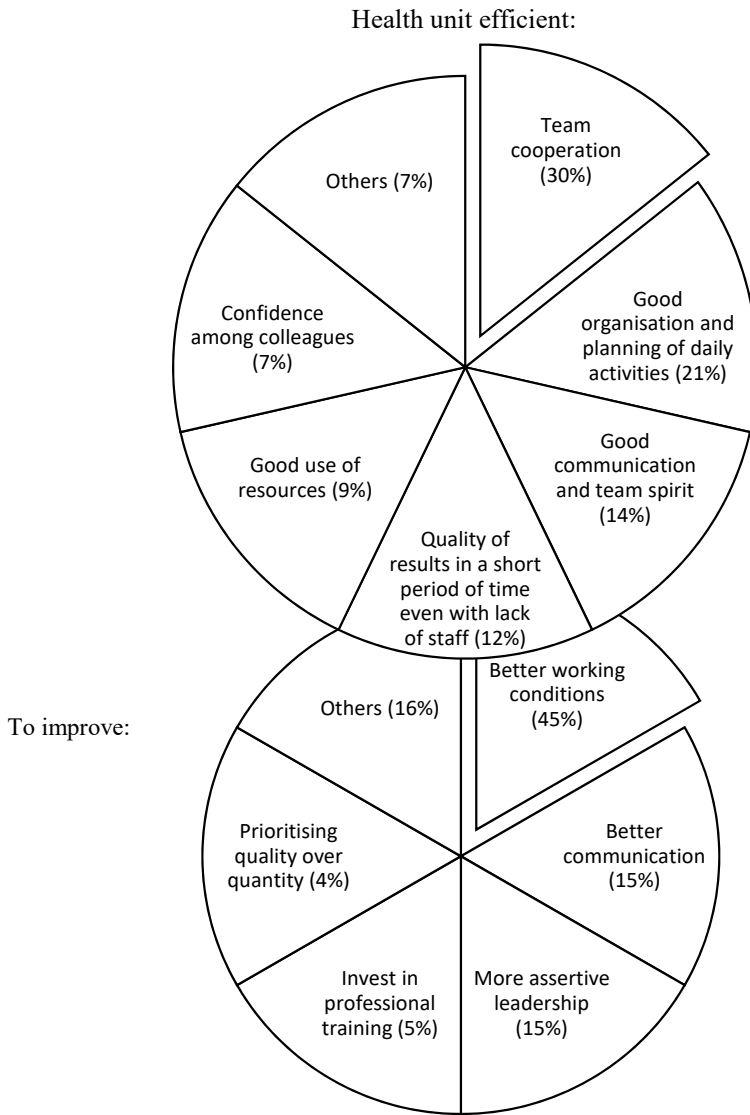 Health unit efficient:
Team
cooperation
(30%)
Good
organisation and
planning of daily
activities (21%)
Good
communication
and team spirit
(14%)
Quality of
results in a short
period of time
even with lack
of staff (12%)
Good use of
resources (9%)
Confidence
among colleagues
(7%)
Others (7%)
To improve:
Better working
conditions
(45%)
Better
communication
(15%)
More assertive
leadership
(15%)
Invest in
professional
training (5%)
Prioritising
quality over
quantity (4%)
Others (16%)